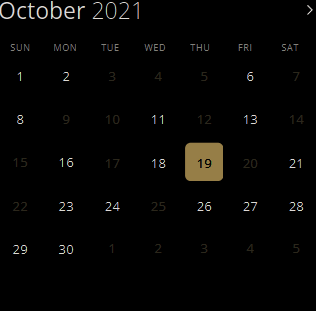 October 2021
SUN MON TUE WED THU FRI SAT
1 2 3 4 5 6 7
8 9 10 11 12 13 14
15 16 17 18 19 20 21
22 23 24 25 26 27 28
29 30 1 2 3 4 5